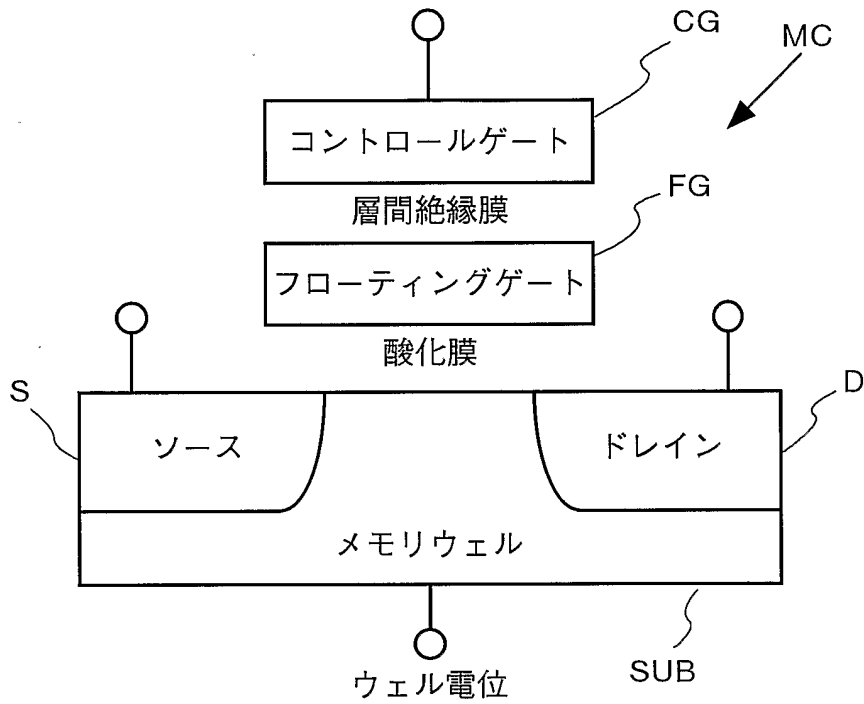 CG
MC
コントロールゲート
層間絶縁膜
FG
フローティングゲート
酸化膜
S
D
ソース
ドレイン
メモリウェル
SUB
ウェル電位